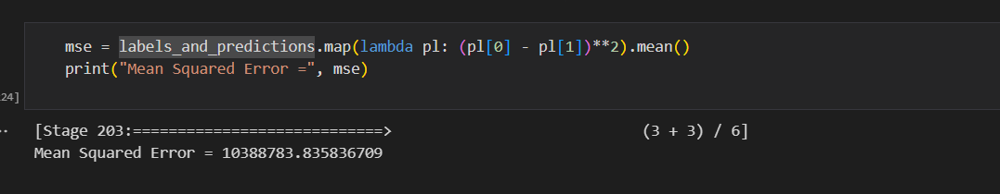 mse = labels_and_predictions.map(lambda pl: (pl[0] - pl[1])**2).mean()
print("Mean Squared Error =", mse)
24]
[Stage 203:============================>                            (3 + 3) / 6]
Mean Squared Error = 10388783.835836709